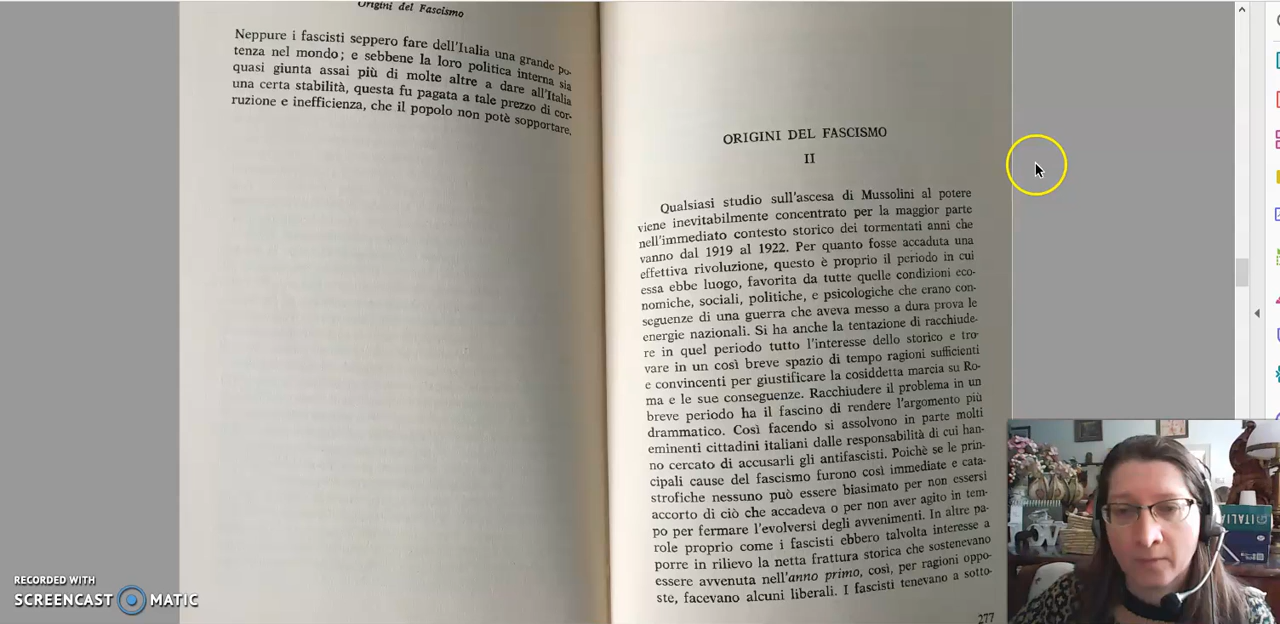 Origini del Fascismo
Neppure i fascisti seppero fare dell'Italia una grande po-
tenza nel mondo; e sebbene la loro politica interna sia
quasi giunta assai più di molte altre a dare all'Italia
una certa stabilità, questa fu pagata a tale prezzo di cor-
ruzione e inefficienza, che il popolo non potè sopportare.
ORIGINI DEL FASCISMO
II
Qualsiasi studio sull'ascesa di Mussolini al potere
viene inevitabilmente concentrato per la maggior parte
nell'immediato contesto storico dei tormentati anni che
vanno dal 1919 al 1922. Per quanto fosse accaduta una
effettiva rivoluzione, questo è proprio il periodo in cui
essa ebbe luogo, favorita da tutte quelle condizioni eco-
nomiche, sociali, politiche, e psicologiche che erano con-
seguenze di una guerra che aveva messo a dura prova le
energie nazionali. Si ha anche la tentazione di racchiude-
re in quel periodo tutto l'interesse dello storico e tro-
vare in un così breve spazio di tempo ragioni sufficienti
e convincenti per giustificare la cosiddetta marcia su Ro-
ma e le sue conseguenze. Racchiudere il problema in un
breve periodo ha il fascino di rendere l'argomento più
drammatico. Così facendo si assolvono in parte molti
eminenti cittadini italiani dalle responsabilità di cui han-
no cercato di accusarli gli antifascisti. Poichè se le prin-
cipali cause del fascismo furono così immediate e cata-
strofiche nessuno può essere biasimato per non essersi
accorto di ciò che accadeva o per non aver agito in tem-
po per fermare l'evolversi degli avvenimenti. In altre pa-
role proprio come i fascisti ebbero talvolta interesse a
porre in rilievo la netta frattura storica che sostenevano
essere avvenuta nell'anno primo, così, per ragioni oppo-
ste, facevano alcuni liberali. I fascisti tenevano a sotto-
277
RECORDED WITH
SCREENCAST MATIC